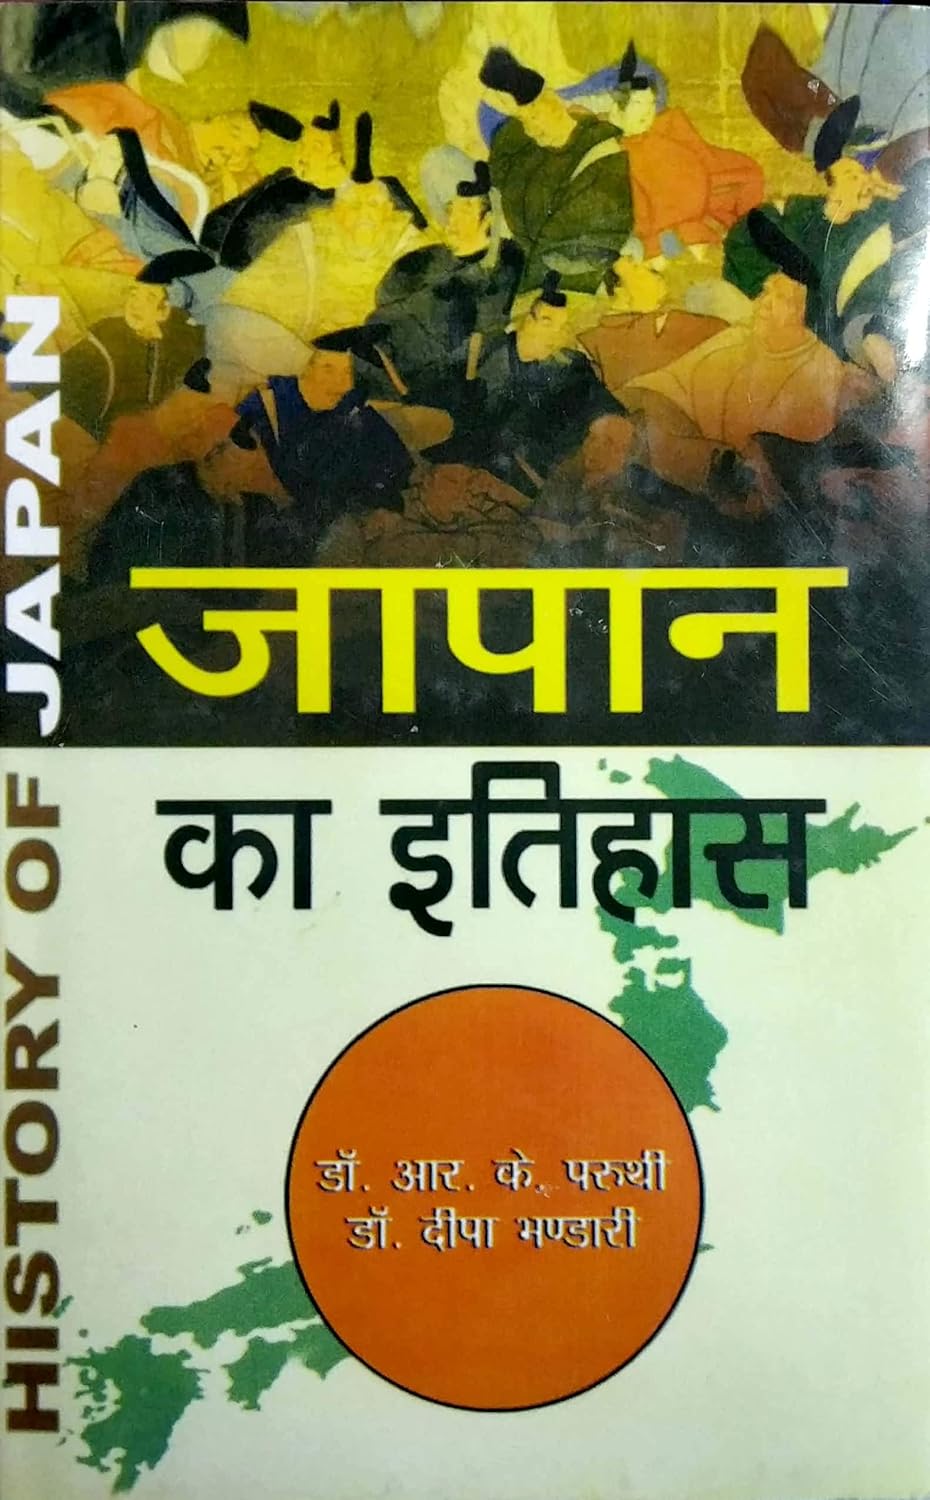 HISTORY OF JAPAN
जापान
का इतिहास
डॉ. आर. के. परुथी
डॉ. दीपा भण्डारी